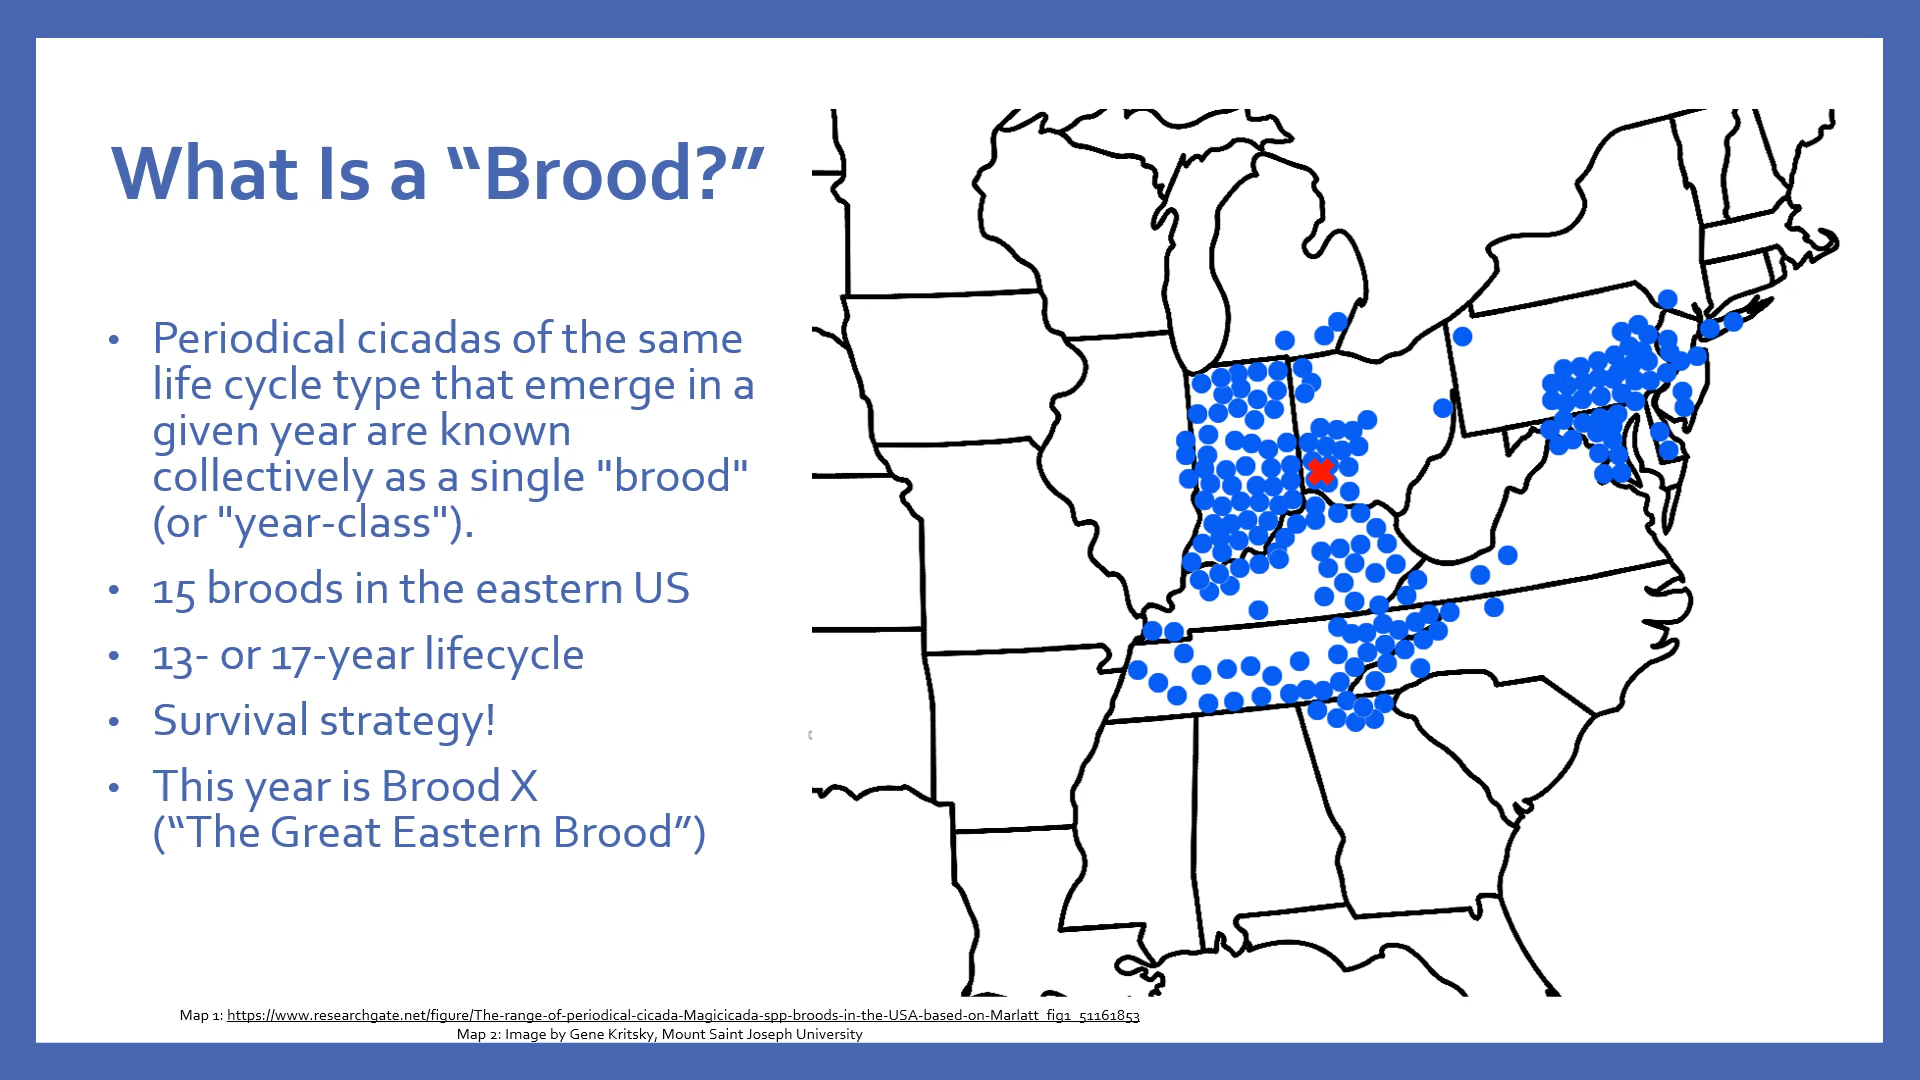 What Is a “Brood?”
• Periodical cicadas of the same
life cycle type that emerge in a
given year are known
collectively as a single "brood"
(or "year-class").
• 15 broods in the eastern US
• 13- or 17-year lifecycle
• Survival strategy!
• This year is Brood X
(“The Great Eastern Brood”)
Map 1: https://www.researchgate.net/figure/The-range-of-periodical-cicada-Magicicada-spp-broods-in-the-USA-based-on-Marlatt_fig1_51161853
Map 2: Image by Gene Kritsky, Mount Saint Joseph University